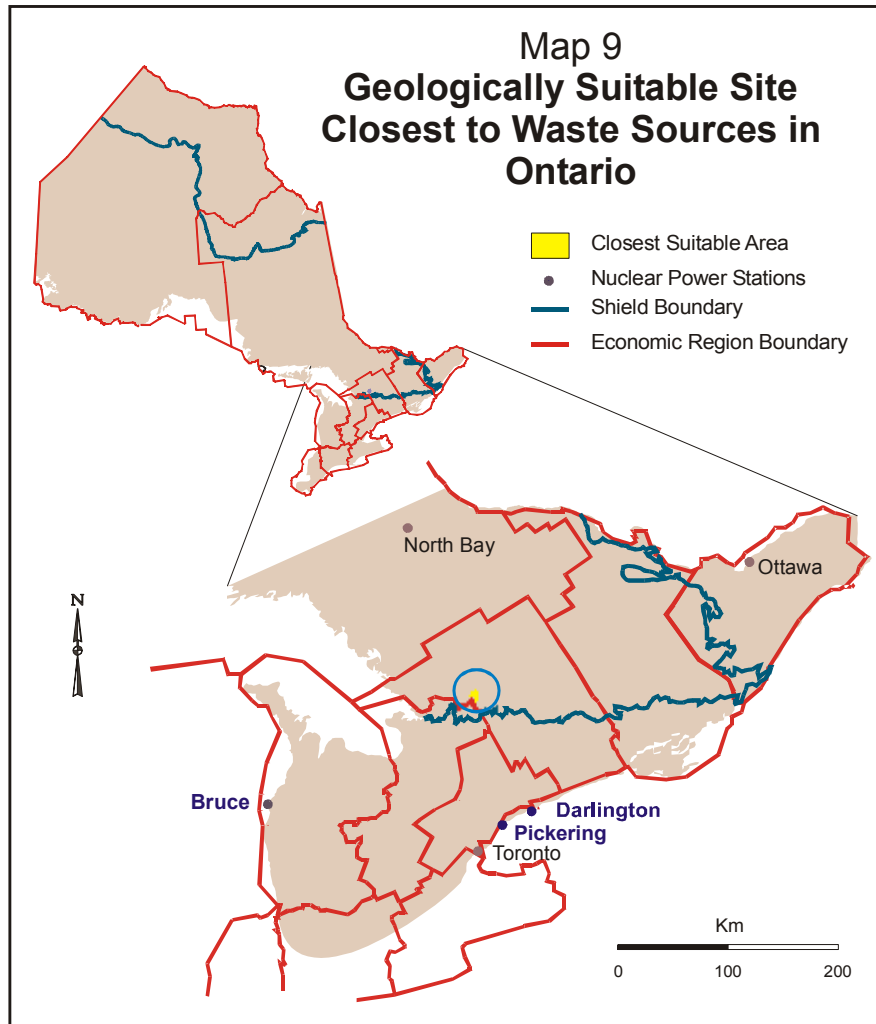 Map 9
Geologically Suitable Site
Closest to Waste Sources in
Ontario
Closest Suitable Area
Nuclear Power Stations
Shield Boundary
Economic Region Boundary
North Bay
Ottawa
N
Bruce
Darlington
Pickering
Toronto
Km
0 100 200